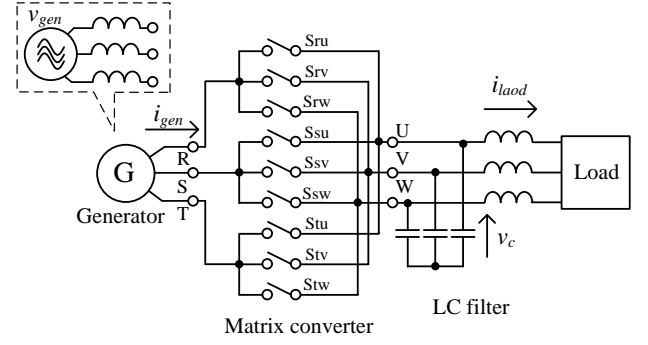 v_gen
Sru
Srv
Srw
i_gen
i_laod
Ssu
U
G
R
Ssv
V
Load
S
Ssw
W
Generator
T
Stu
v_c
Stv
Stw
LC filter
Matrix converter